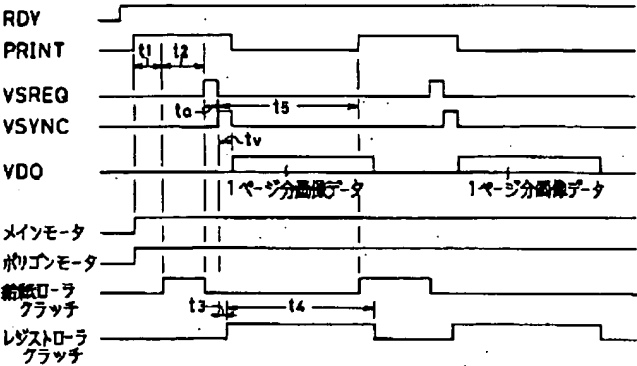 RDY
PRINT
t1 t2
VSREQ
ta t5
VSYNC
tv
VDO
1ページ分画像データ 1ページ分画像データ
メインモータ
ポリゴンモータ
給紙ローラ
クラッチ
t3 t4
レジストローラ
クラッチ